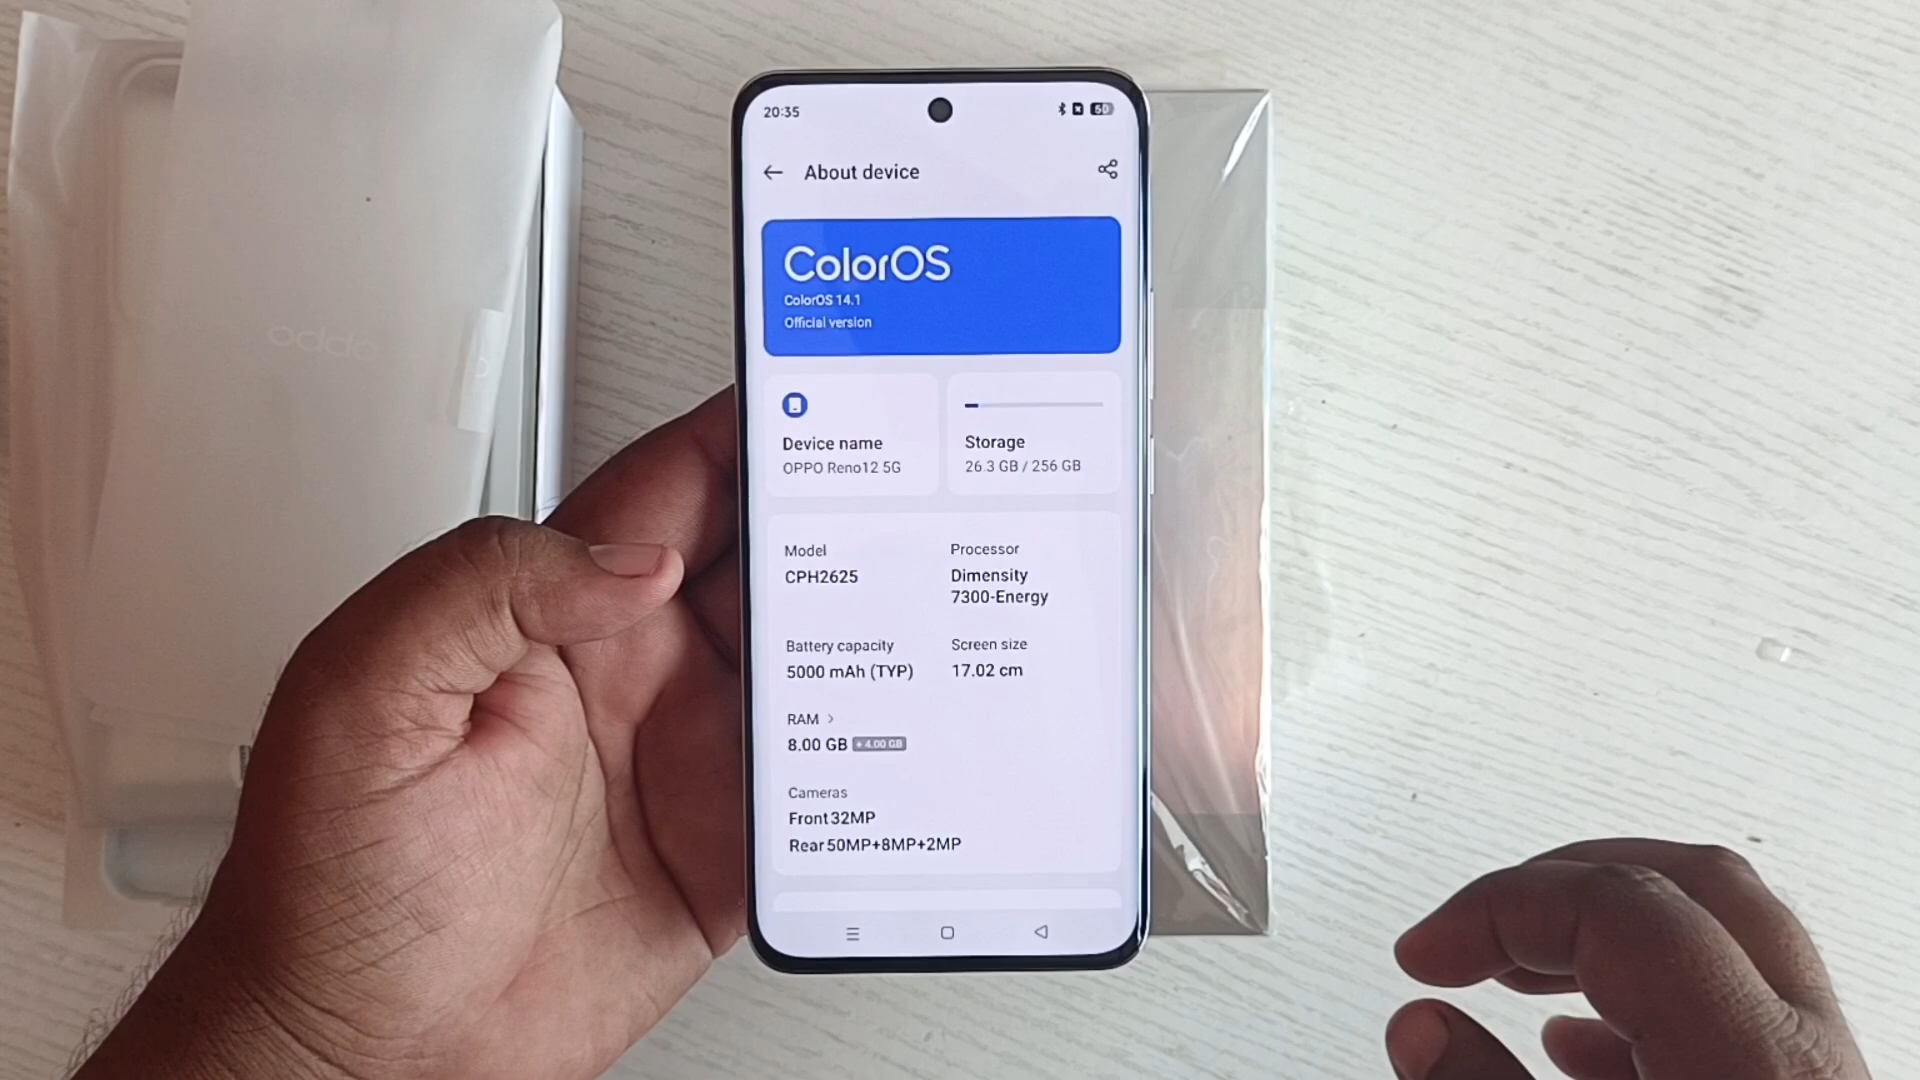 20:35
60
About device
ColorOS
ColorOS 14.1
Official version
Device name
OPPO Reno12 5G
Storage
26.3 GB / 256 GB
Model
CPH2625
Processor
Dimensity
7300-Energy
Battery capacity
5000 mAh (TYP)
Screen size
17.02 cm
RAM >
8.00 GB + 4.00 GB
Cameras
Front 32MP
Rear 50MP+8MP+2MP
oppo